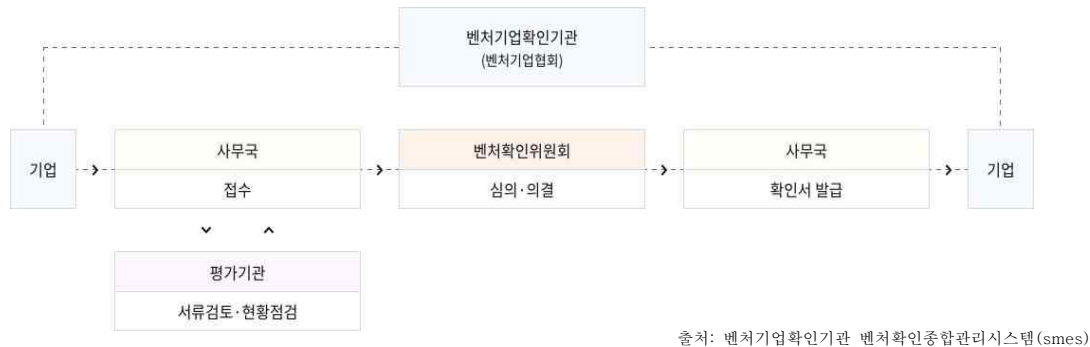 벤처기업확인기관
(벤처기업협회)
기업
사무국
접수
벤처확인위원회
심의·의결
사무국
확인서 발급
기업
평가기관
서류검토·현황점검
출처: 벤처기업확인기관 벤처확인종합관리시스템(smes)